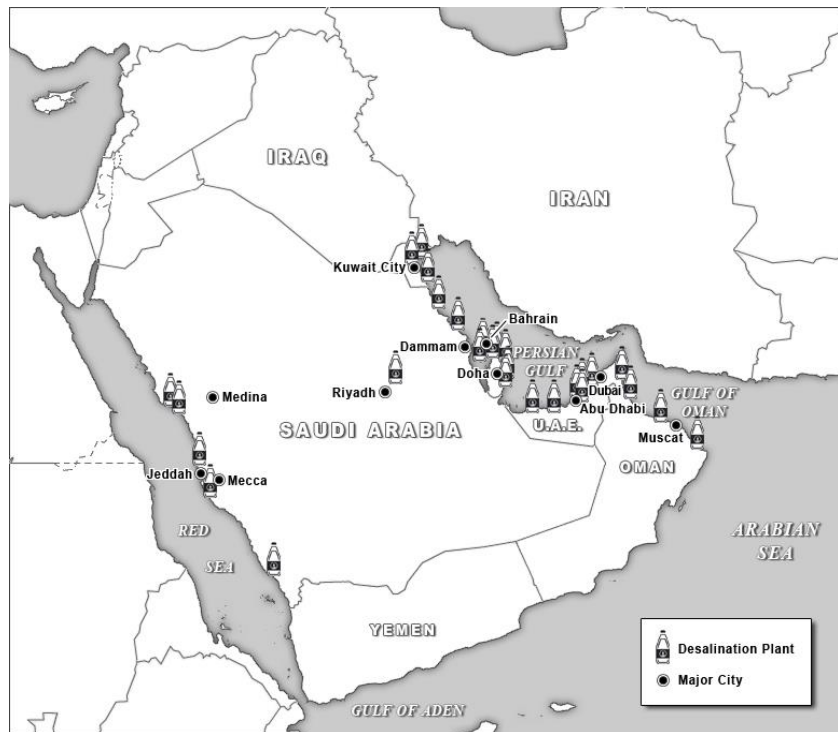 IRAQ
IRAN
Kuwait City
Bahrain
Dammam
PERSIAN
GULF
Doha
Riyadh
Medina
Dubai
Abu Dhabi
GULF OF
OMAN
SAUDI ARABIA
U.A.E.
Muscat
OMAN
Jeddah
Mecca
RED
SEA
ARABIAN
SEA
YEMEN
GULF OF ADEN
Desalination Plant
Major City